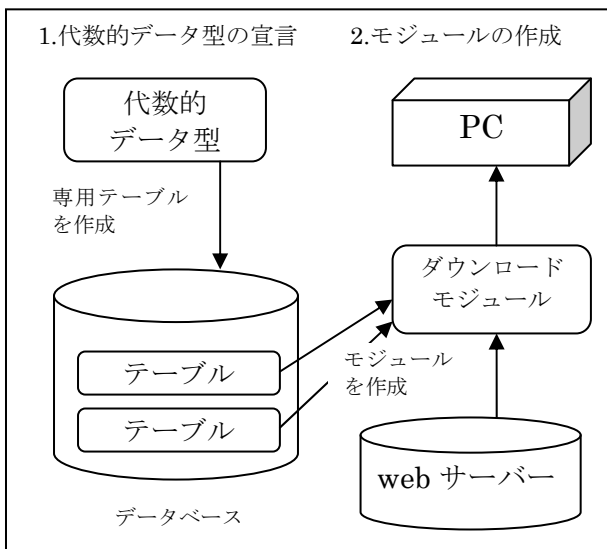 1.代数的データ型の宣言
2.モジュールの作成
代数的
データ型
専用テーブル
を作成
テーブル
テーブル
データベース
PC
ダウンロード
モジュール
モジュール
を作成
web サーバー